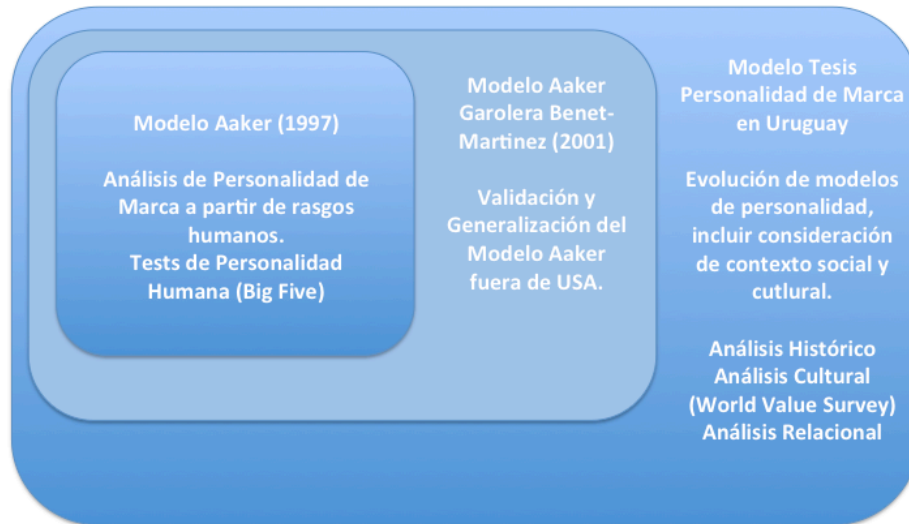 Modelo Aaker (1997)
Análisis de Personalidad de
Marca a partir de rasgos
humanos.
Tests de Personalidad
Humana (Big Five)
Modelo Aaker
Garolera Benet-
Martinez (2001)
Validación y
Generalización del
Modelo Aaker
fuera de USA.
Modelo Tesis
Personalidad de Marca
en Uruguay
Evolución de modelos
de personalidad,
incluir consideración
de contexto social y
cutlural.
Análisis Histórico
Análisis Cultural
(World Value Survey)
Análisis Relacional